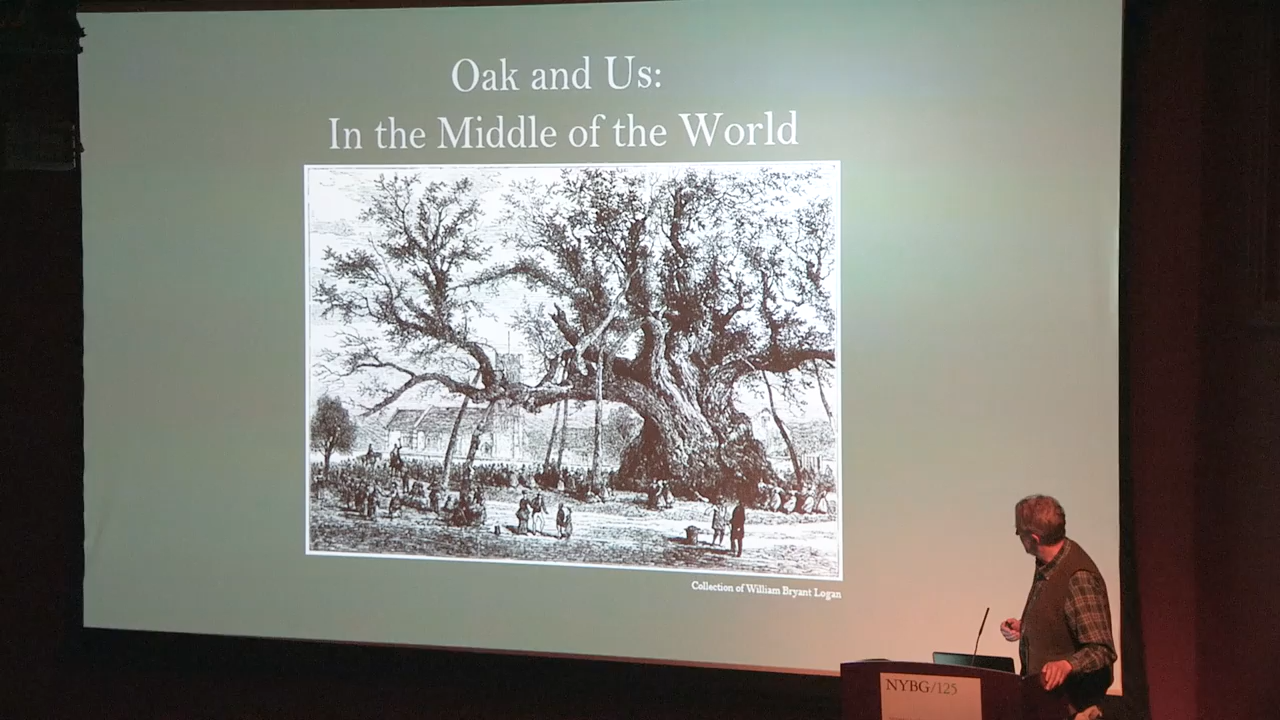 Oak and Us:
In the Middle of the World
Collection of William Bryant Logan
NYBG/125